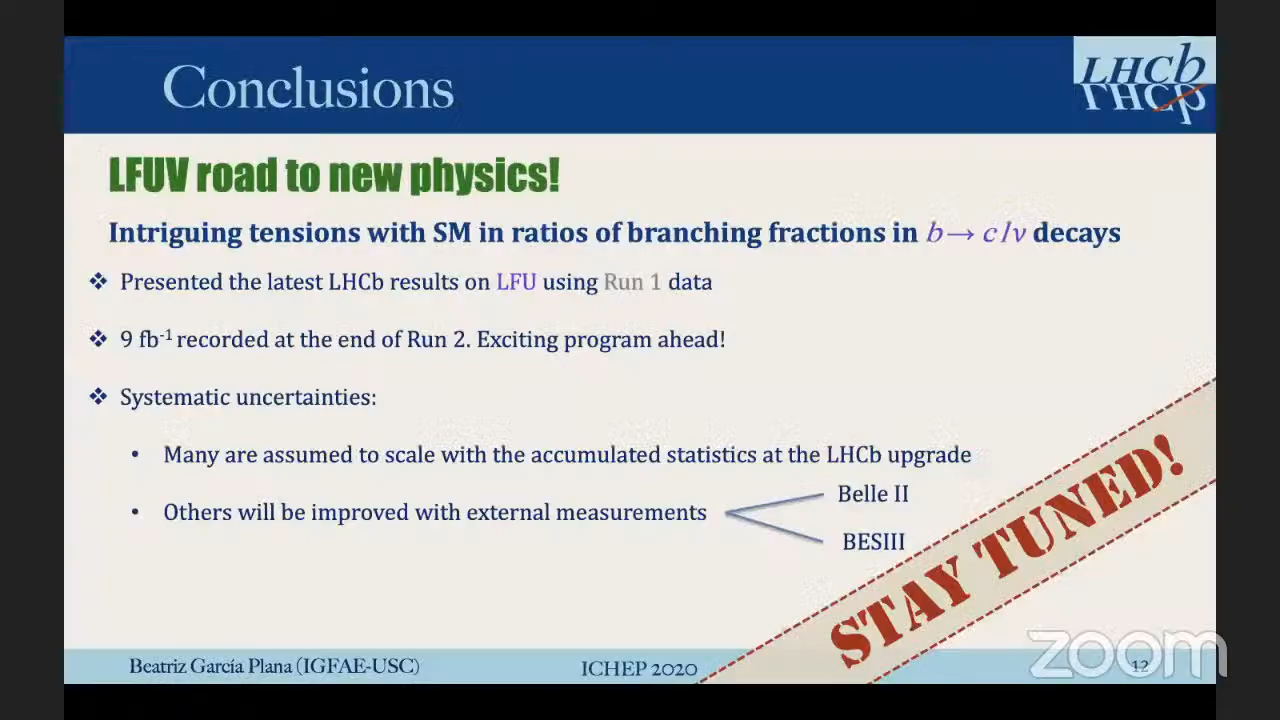 Conclusions
LHCb
LHCp
LFUV road to new physics!
Intriguing tensions with SM in ratios of branching fractions in b→ clν decays
❖ Presented the latest LHCb results on LFU using Run 1 data
❖ 9 fb⁻¹ recorded at the end of Run 2. Exciting program ahead!
❖ Systematic uncertainties:
• Many are assumed to scale with the accumulated statistics at the LHCb upgrade
• Others will be improved with external measurements
Belle II
BESIII
STAY TUNED!
Beatriz García Plana (IGFAE-USC)
ICHEP 2020
12
zoom